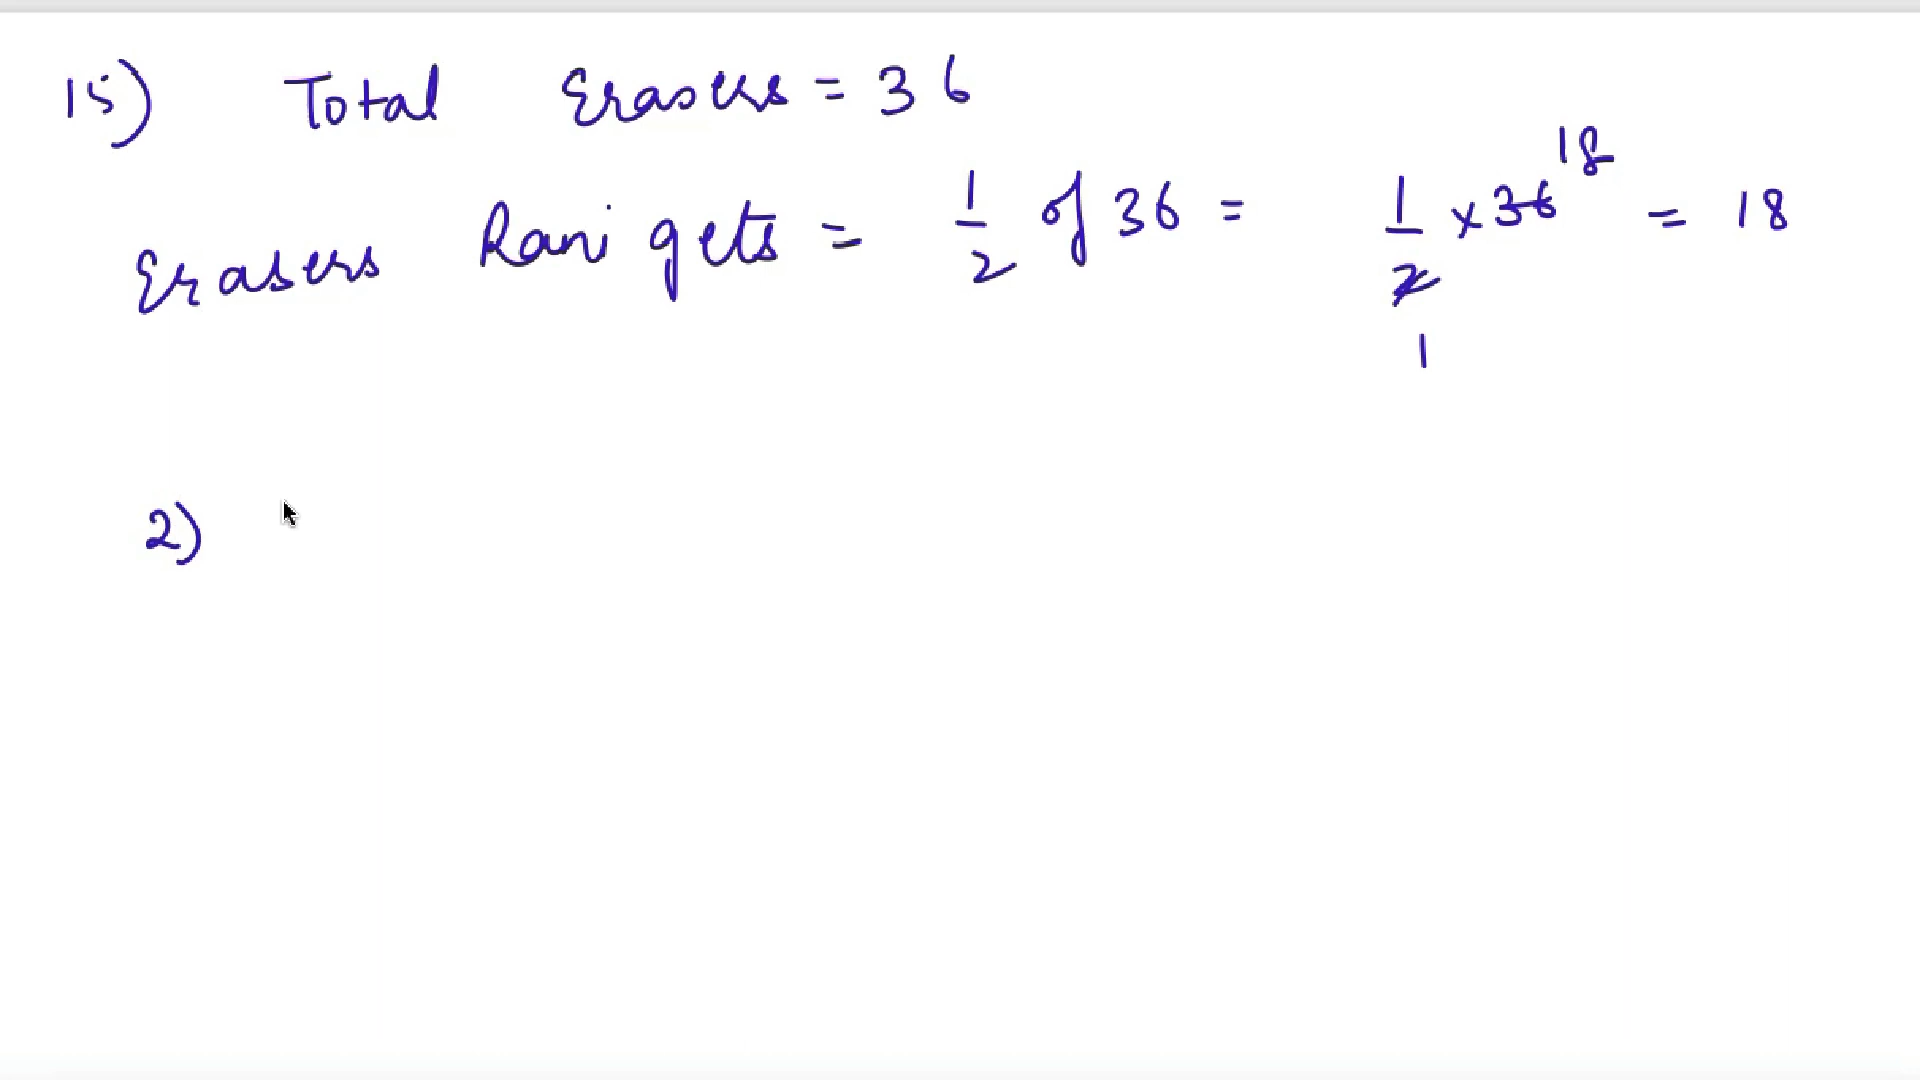 15) Total Erasers = 36
Erasers Rani gets = 1/2 of 36 = 1/2 × 36 = 18
18
1
2)